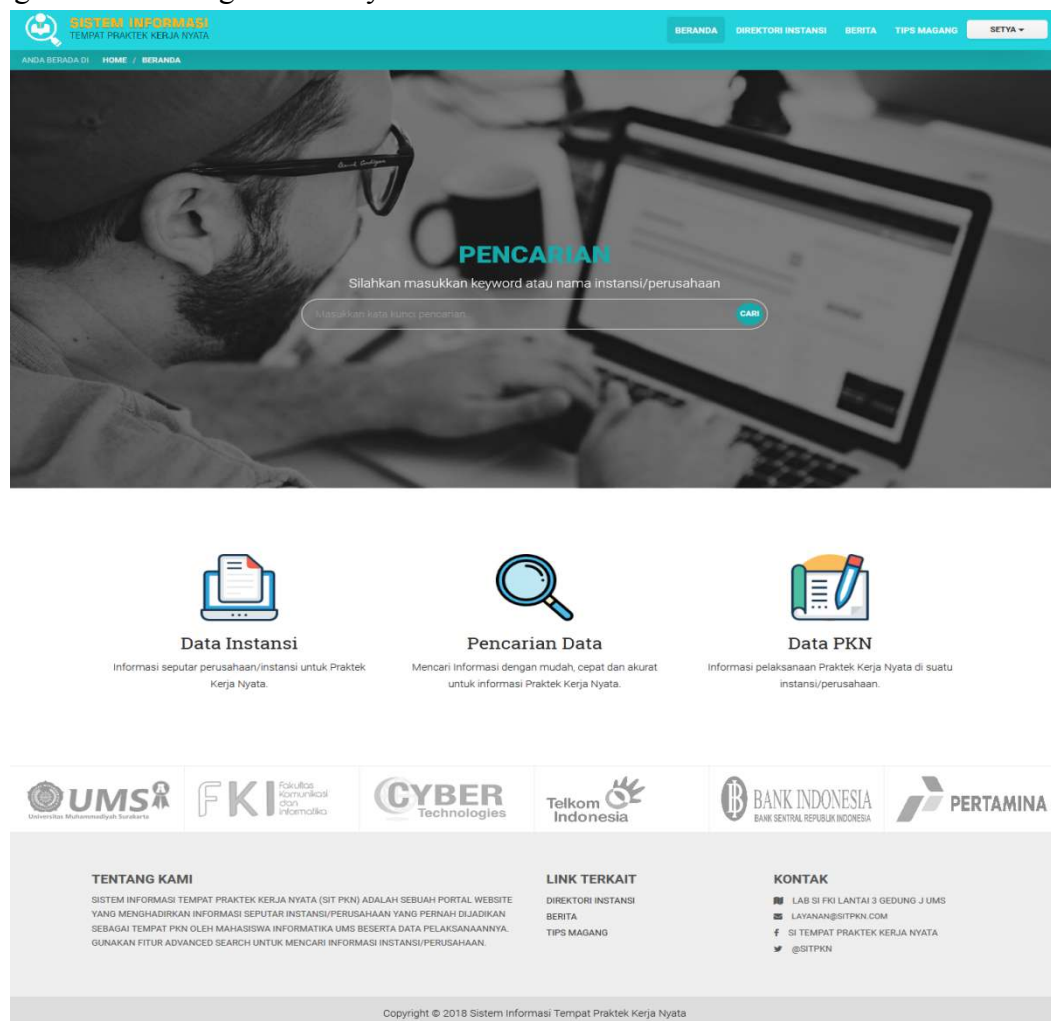 SISTEM INFORMASI
TEMPAT PRAKTEK KERJA NYATA
BERANDA DIREKTORI INSTANSI BERITA TIPS MAGANG SETYA
ANDA BERADA DI HOME / BERANDA
PENCARIAN
Silahkan masukkan keyword atau nama instansi/perusahaan
Masukkan kata kunci pencarian...
CARI
Data Instansi
Informasi seputar perusahaan/instansi untuk Praktek
Kerja Nyata.
Pencarian Data
Mencari Informasi dengan mudah, cepat dan akurat
untuk informasi Praktek Kerja Nyata.
Data PKN
Informasi pelaksanaan Praktek Kerja Nyata di suatu
instansi/perusahaan.
UMS
Universitas Muhammadiyah Surakarta
FKI
Fakultas
Komunikasi
dan
Informatika
CYBER
Technologies
Telkom
Indonesia
BANK INDONESIA
BANK SENTRAL REPUBLIK INDONESIA
PERTAMINA
TENTANG KAMI
SISTEM INFORMASI TEMPAT PRAKTEK KERJA NYATA (SIT PKN) ADALAH SEBUAH PORTAL WEBSITE
YANG MENGHADIRKAN INFORMASI SEPUTAR INSTANSI/PERUSAHAAN YANG PERNAH DIJADIKAN
SEBAGAI TEMPAT PKN OLEH MAHASISWA INFORMATIKA UMS BESERTA DATA PELAKSANAANNYA.
GUNAKAN FITUR ADVANCED SEARCH UNTUK MENCARI INFORMASI INSTANSI/PERUSAHAAN.
LINK TERKAIT
DIREKTORI INSTANSI
BERITA
TIPS MAGANG
KONTAK
LAB SI FKI LANTAI 3 GEDUNG J UMS
LAYANAN@SITPKN.COM
SI TEMPAT PRAKTEK KERJA NYATA
@SITPKN
Copyright © 2018 Sistem Informasi Tempat Praktek Kerja Nyata